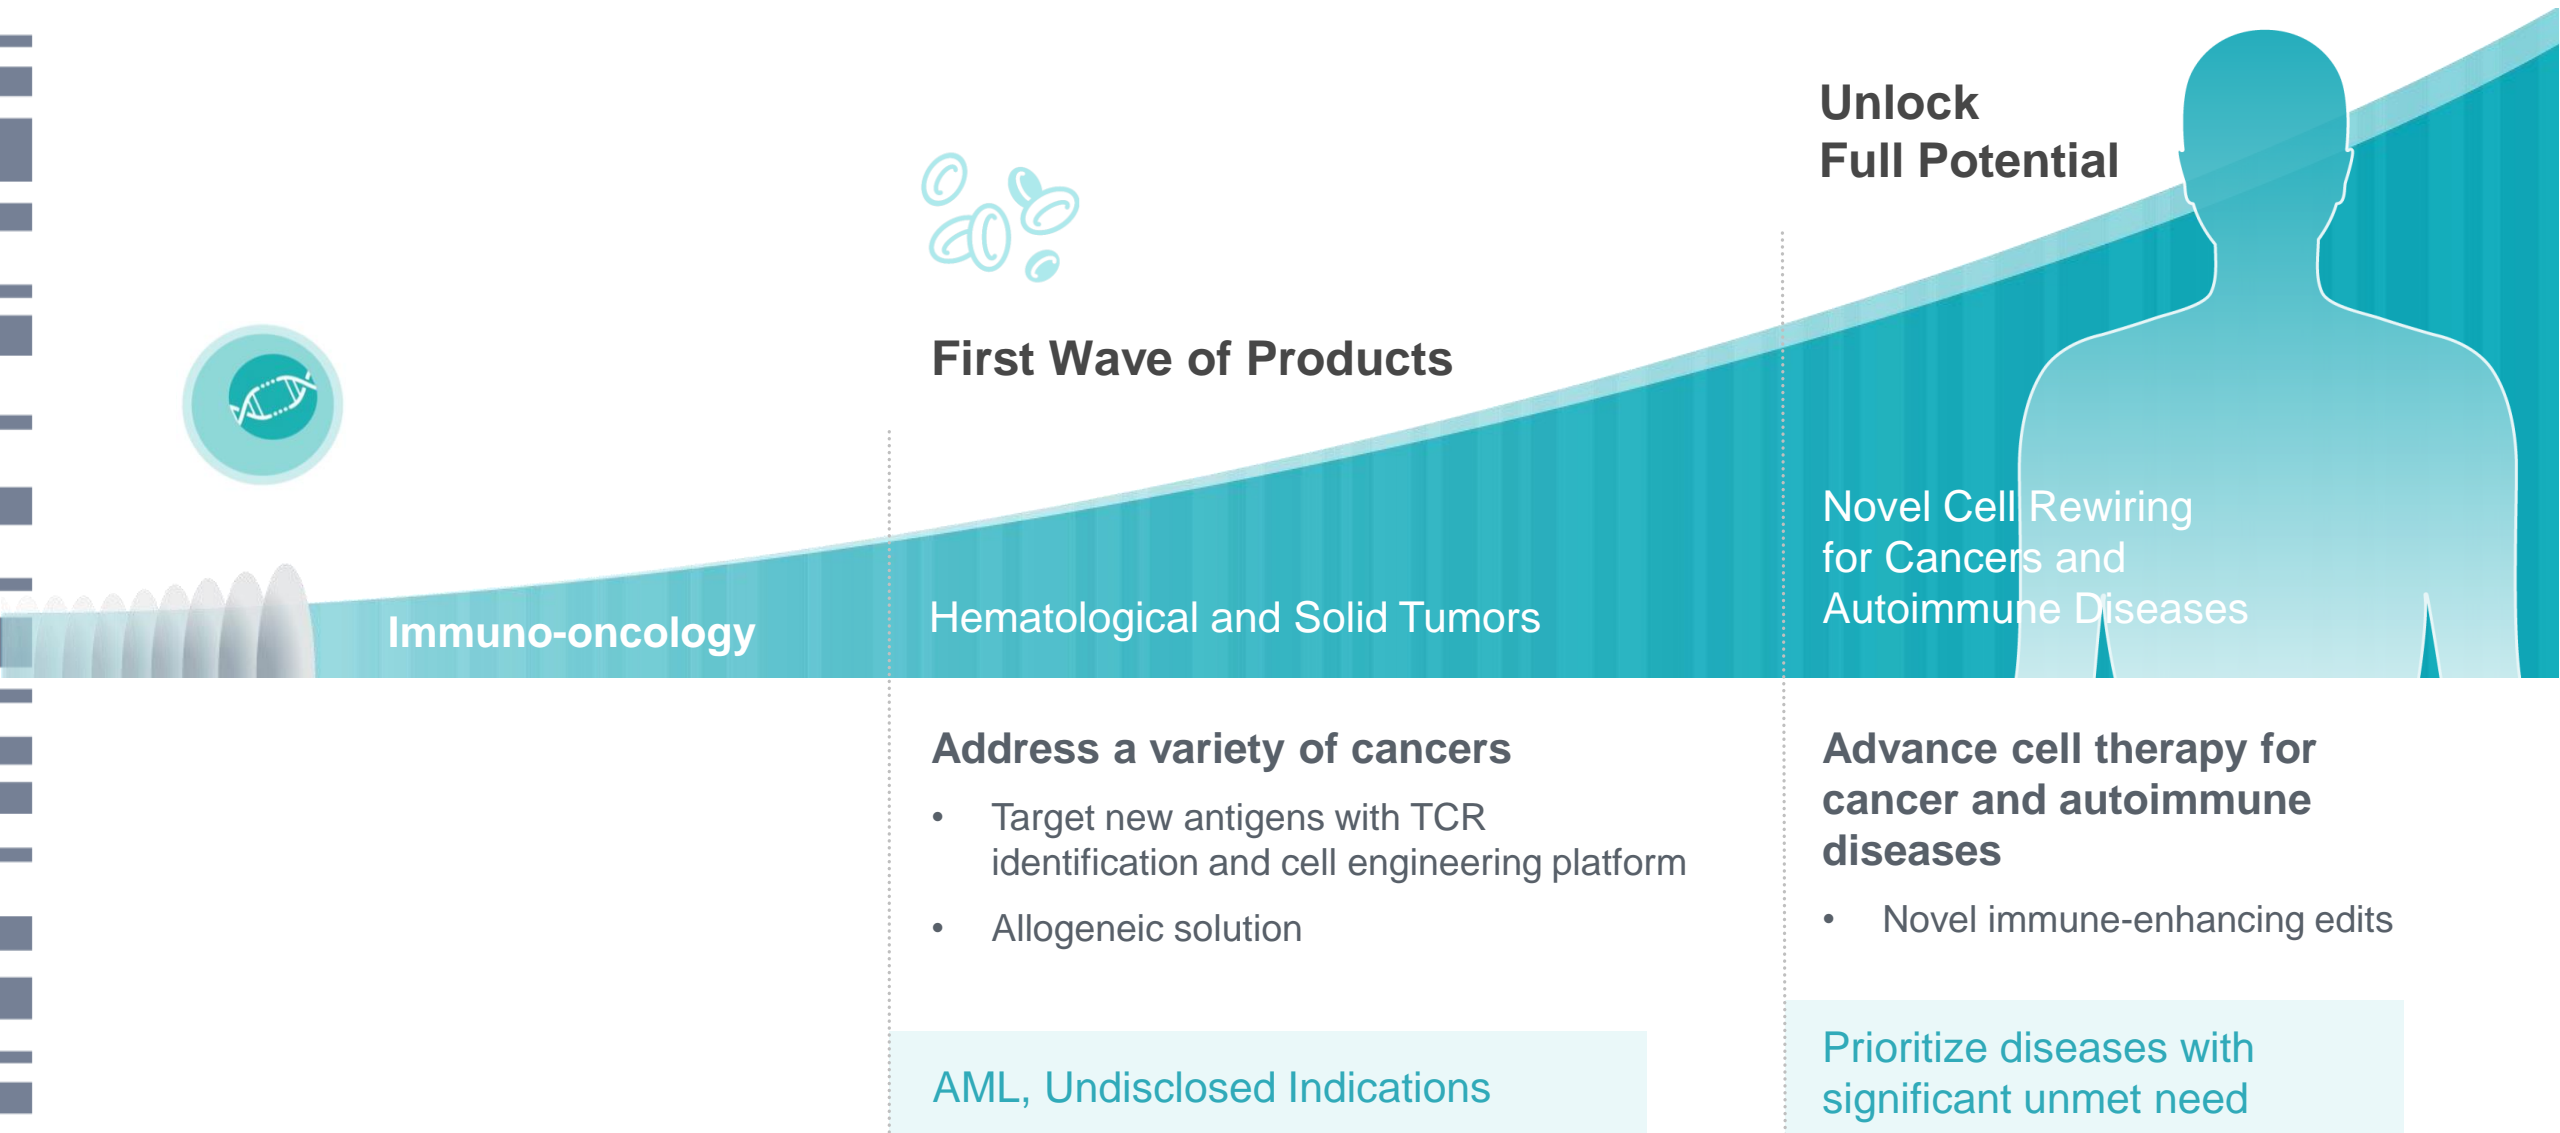 Immuno-oncology
First Wave of Products
Hematological and Solid Tumors
Address a variety of cancers
• Target new antigens with TCR
identification and cell engineering platform
• Allogeneic solution
AML, Undisclosed Indications
Unlock
Full Potential
Novel Cell Rewiring
for Cancers and
Autoimmune Diseases
Advance cell therapy for
cancer and autoimmune
diseases
• Novel immune-enhancing edits
Prioritize diseases with
significant unmet need